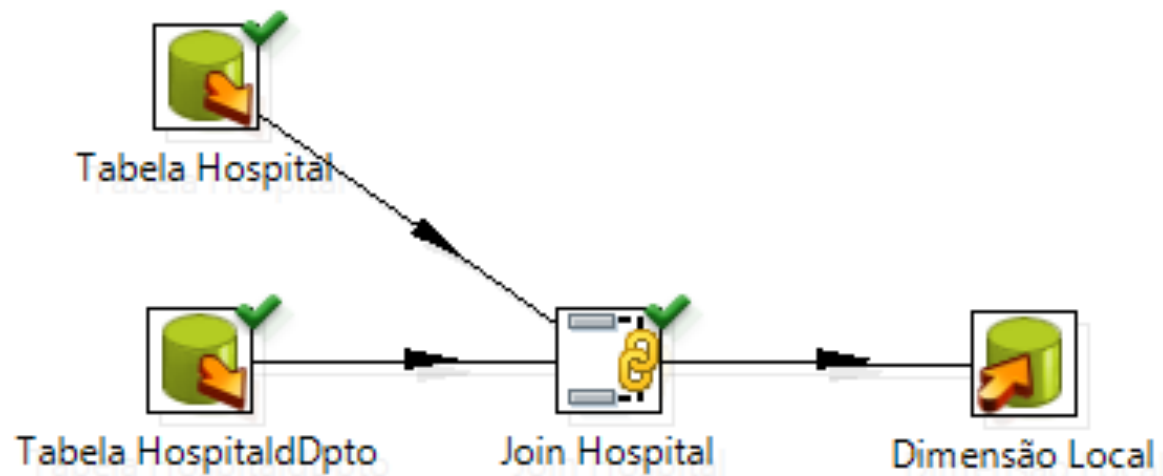 Tabela Hospital
Tabela HospitaldDpto
Join Hospital
Dimensão Local